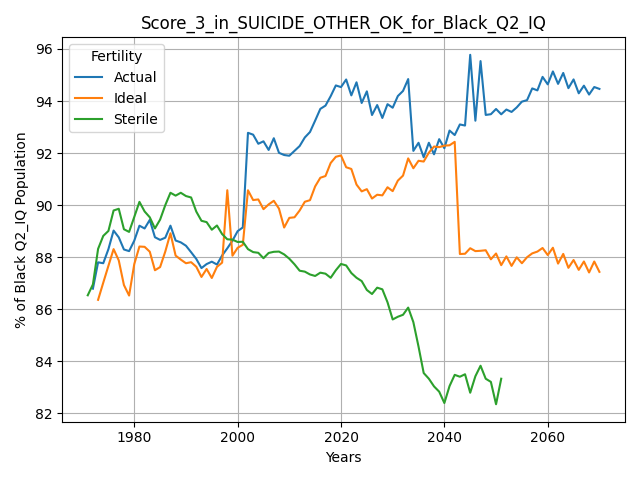 Score_3_in_SUICIDE_OTHER_OK_for_Black_Q2_IQ
Fertility
Actual
Ideal
Sterile
% of Black Q2_IQ Population
96
94
92
90
88
86
84
82
1980
2000
2020
2040
2060
Years